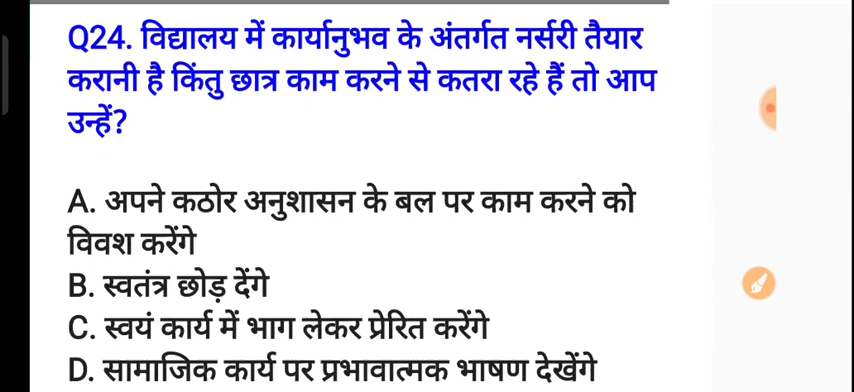 Q24. विद्यालय में कार्यानुभव के अंतर्गत नर्सरी तैयार
करानी है किंतु छात्र काम करने से कतरा रहे हैं तो आप
उन्हें?
A. अपने कठोर अनुशासन के बल पर काम करने को
विवश करेंगे
B. स्वतंत्र छोड़ देंगे
C. स्वयं कार्य में भाग लेकर प्रेरित करेंगे
D. सामाजिक कार्य पर प्रभावात्मक भाषण देखेंगे